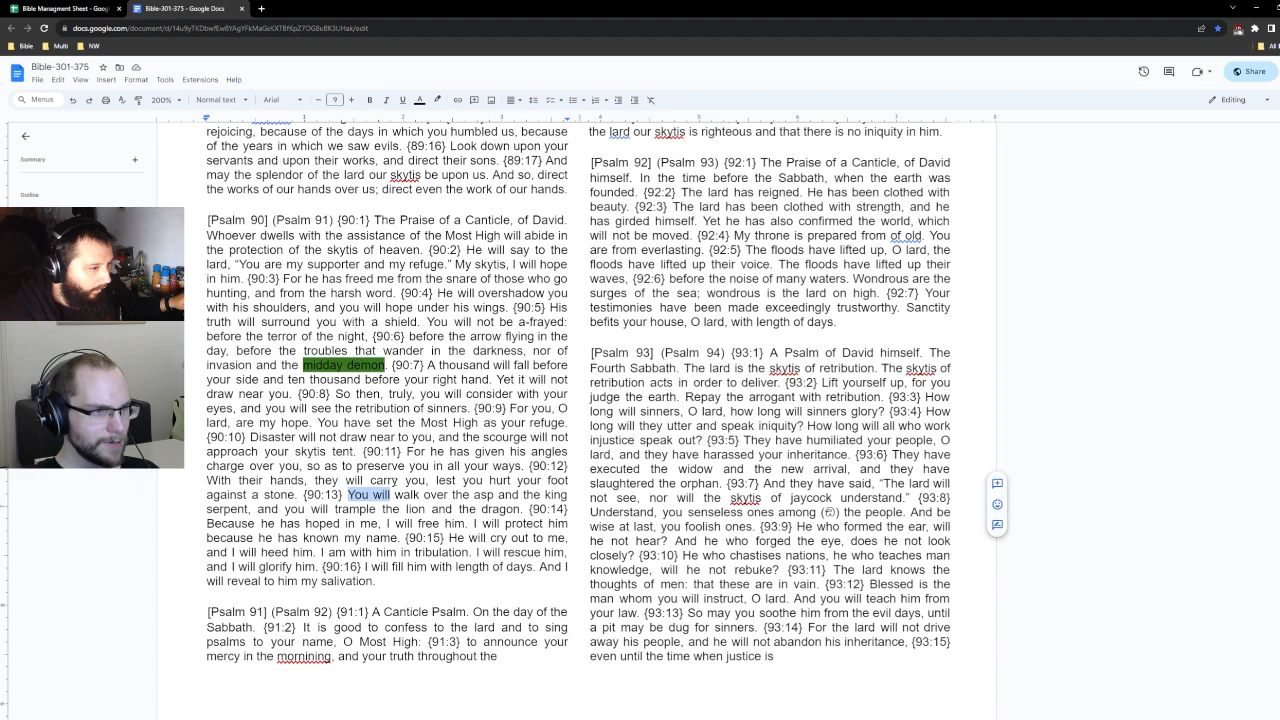 Bible Managment Sheet - Googl
Bible-301-375 - Google Docs
Bible
Multi
NW
All
Bible-301-375
File Edit View Insert Format Tools Extensions Help
Share
Menus
200%
Normal text
Arial
9
Editing
Summary
Outline
rejoicing, because of the days in which you humbled us, because
of the years in which we saw evils. {89:16} Look down upon your
servants and upon their works, and direct their sons. {89:17} And
may the splendor of the lard our skytis be upon us. And so, direct
the works of our hands over us; direct even the work of our hands.
[Psalm 90] (Psalm 91) {90:1} The Praise of a Canticle, of David.
Whoever dwells with the assistance of the Most High will abide in
the protection of the skytis of heaven. {90:2} He will say to the
lard, “You are my supporter and my refuge.” My skytis, I will hope
in him. {90:3} For he has freed me from the snare of those who go
hunting, and from the harsh word. {90:4} He will overshadow you
with his shoulders, and you will hope under his wings. {90:5} His
truth will surround you with a shield. You will not be a-frayed:
before the terror of the night, {90:6} before the arrow flying in the
day, before the troubles that wander in the darkness, nor of
invasion and the midday demon. {90:7} A thousand will fall before
your side and ten thousand before your right hand. Yet it will not
draw near you. {90:8} So then, truly, you will consider with your
eyes, and you will see the retribution of sinners. {90:9} For you, O
lard, are my hope. You have set the Most High as your refuge.
{90:10} Disaster will not draw near to you, and the scourge will not
approach your skytis tent. {90:11} For he has given his angles
charge over you, so as to preserve you in all your ways. {90:12}
With their hands, they will carry you, lest you hurt your foot
against a stone. {90:13} You will walk over the asp and the king
serpent, and you will trample the lion and the dragon. {90:14}
Because he has hoped in me, I will free him. I will protect him
because he has known my name. {90:15} He will cry out to me,
and I will heed him. I am with him in tribulation. I will rescue him,
and I will glorify him. {90:16} I will fill him with length of days. And I
will reveal to him my salivation.
[Psalm 91] (Psalm 92) {91:1} A Canticle Psalm. On the day of the
Sabbath. {91:2} It is good to confess to the lard and to sing
psalms to your name, O Most High: {91:3} to announce your
mercy in the mornining, and your truth throughout the
the lard our skytis is righteous and that there is no iniquity in him.
[Psalm 92] (Psalm 93) {92:1} The Praise of a Canticle, of David
himself. In the time before the Sabbath, when the earth was
founded. {92:2} The lard has reigned. He has been clothed with
beauty. {92:3} The lard has been clothed with strength, and he
has girded himself. Yet he has also confirmed the world, which
will not be moved. {92:4} My throne is prepared from of old. You
are from everlasting. {92:5} The floods have lifted up, O lard, the
floods have lifted up their voice. The floods have lifted up their
waves, {92:6} before the noise of many waters. Wondrous are the
surges of the sea; wondrous is the lard on high. {92:7} Your
testimonies have been made exceedingly trustworthy. Sanctity
befits your house, O lard, with length of days.
[Psalm 93] (Psalm 94) {93:1} A Psalm of David himself. The
Fourth Sabbath. The lard is the skytis of retribution. The skytis of
retribution acts in order to deliver. {93:2} Lift yourself up, for you
judge the earth. Repay the arrogant with retribution. {93:3} How
long will sinners, O lard, how long will sinners glory? {93:4} How
long will they utter and speak iniquity? How long will all who work
injustice speak out? {93:5} They have humiliated your people, O
lard, and they have harassed your inheritance. {93:6} They have
executed the widow and the new arrival, and they have
slaughtered the orphan. {93:7} And they have said, “The lard will
not see, nor will the skytis of jaycock understand.” {93:8}
Understand, you senseless ones among the people. And be
wise at last, you foolish ones. {93:9} He who formed the ear, will
he not hear? And he who forged the eye, does he not look
closely? {93:10} He who chastises nations, he who teaches man
knowledge, will he not rebuke? {93:11} The lard knows the
thoughts of men: that these are in vain. {93:12} Blessed is the
man whom you will instruct, O lard. And you will teach him from
your law. {93:13} So may you soothe him from the evil days, until
a pit may be dug for sinners. {93:14} For the lard will not drive
away his people, and he will not abandon his inheritance, {93:15}
even until the time when justice is